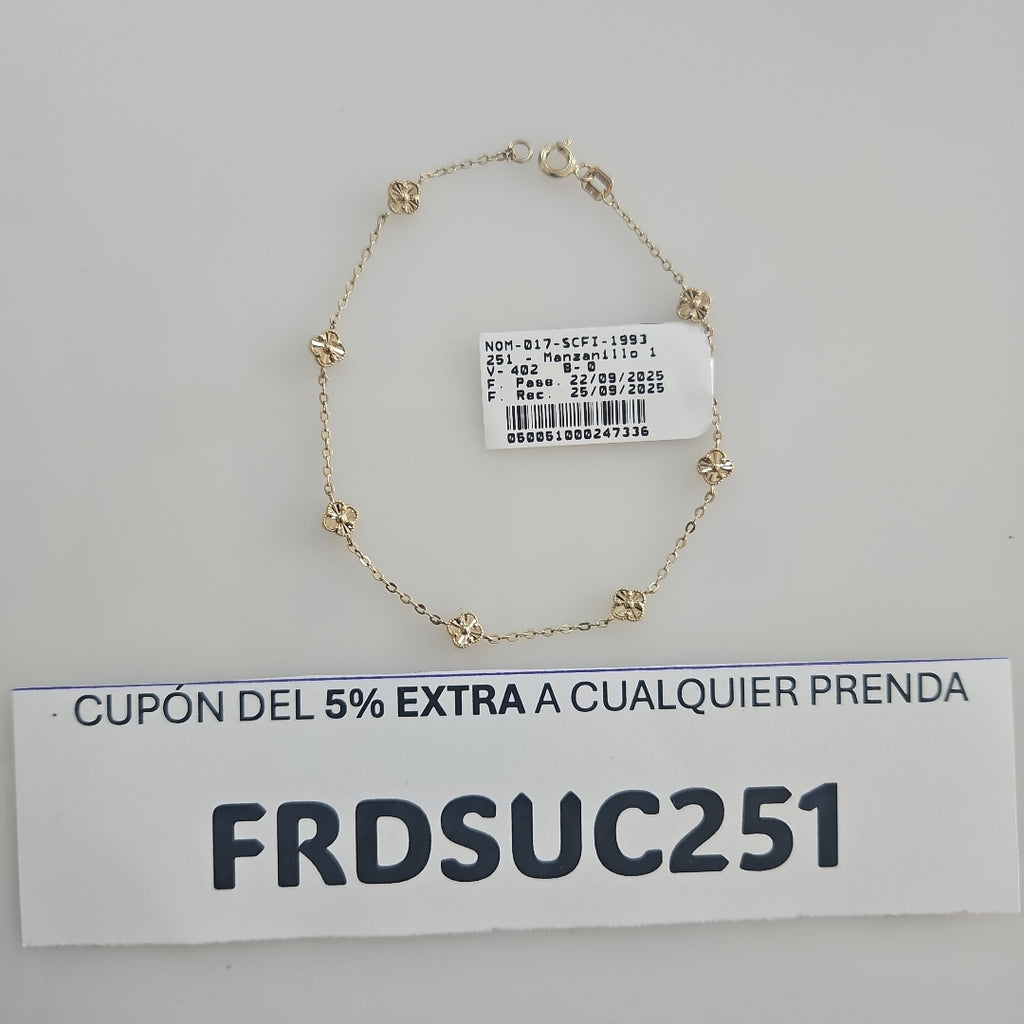 NOM-017-SCFI-1993
251 - Manzanillo 1
V- 402 B- 0
F. Pase. 22/09/2025
F. Rec. 25/09/2025
050051000247336
CUPÓN DEL 5% EXTRA A CUALQUIER PRENDA
FRDSUC251